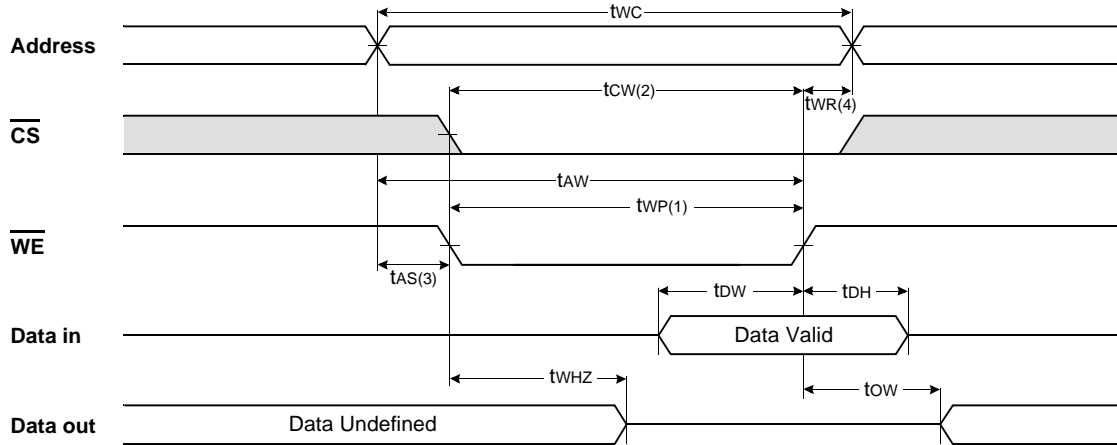 tWC
Address
tCW(2)
tWR(4)
CS
tAW
tWP(1)
WE
tAS(3)
tDW
tDH
Data in
Data Valid
tWHZ
tOW
Data out
Data Undefined